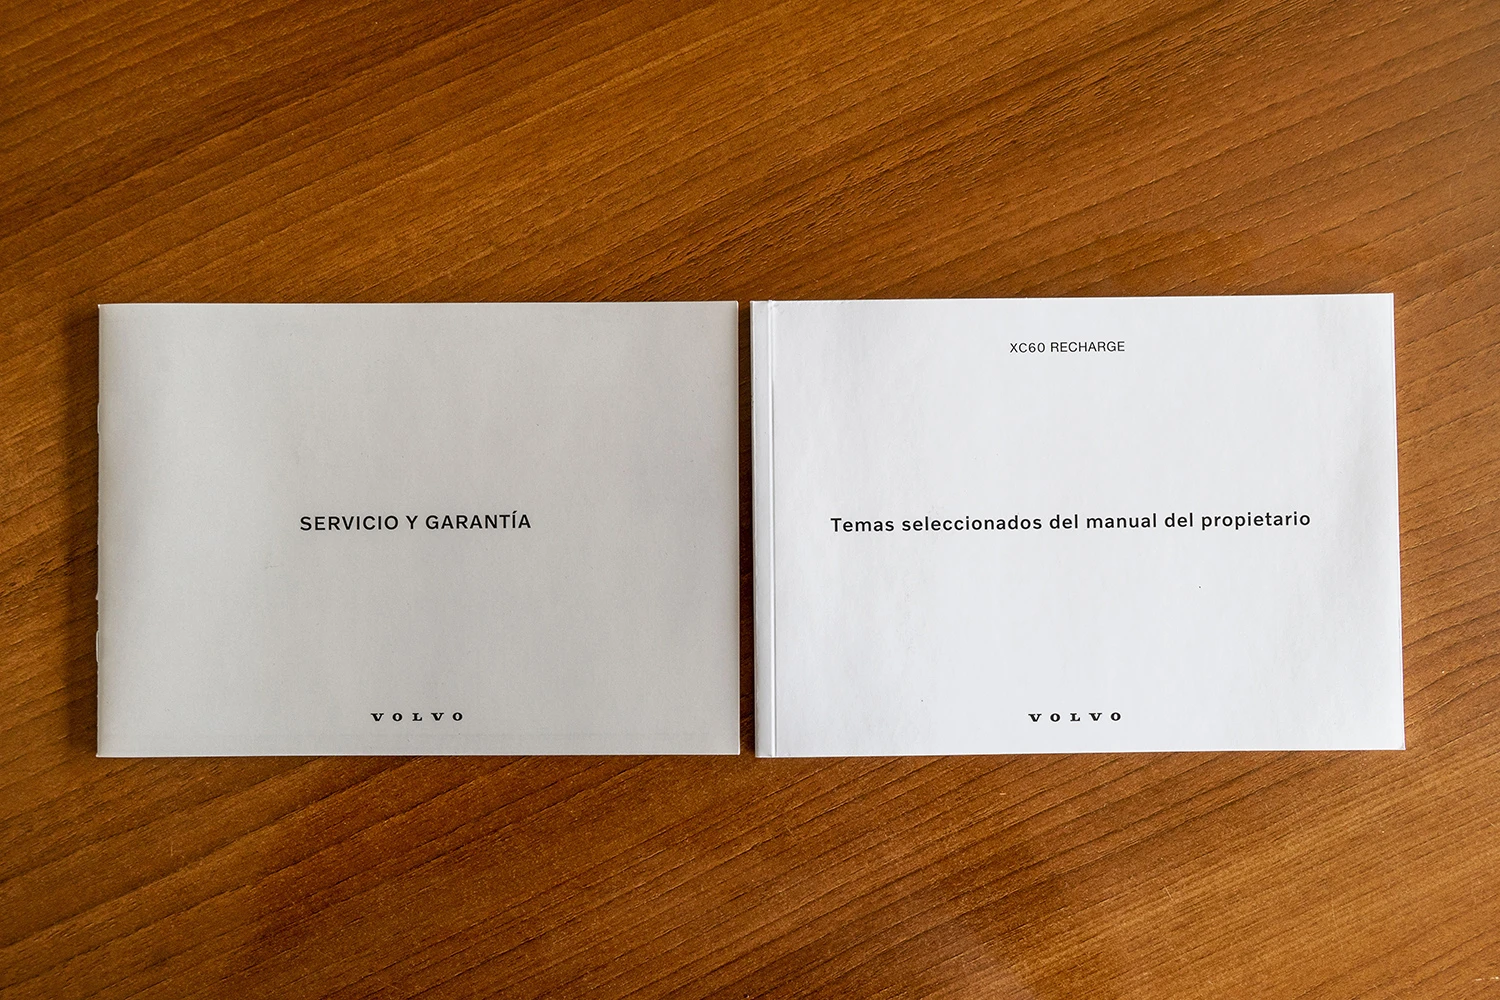 SERVICIO Y GARANTÍA
VOLVO
XC60 RECHARGE
Temas seleccionados del manual del propietario
VOLVO